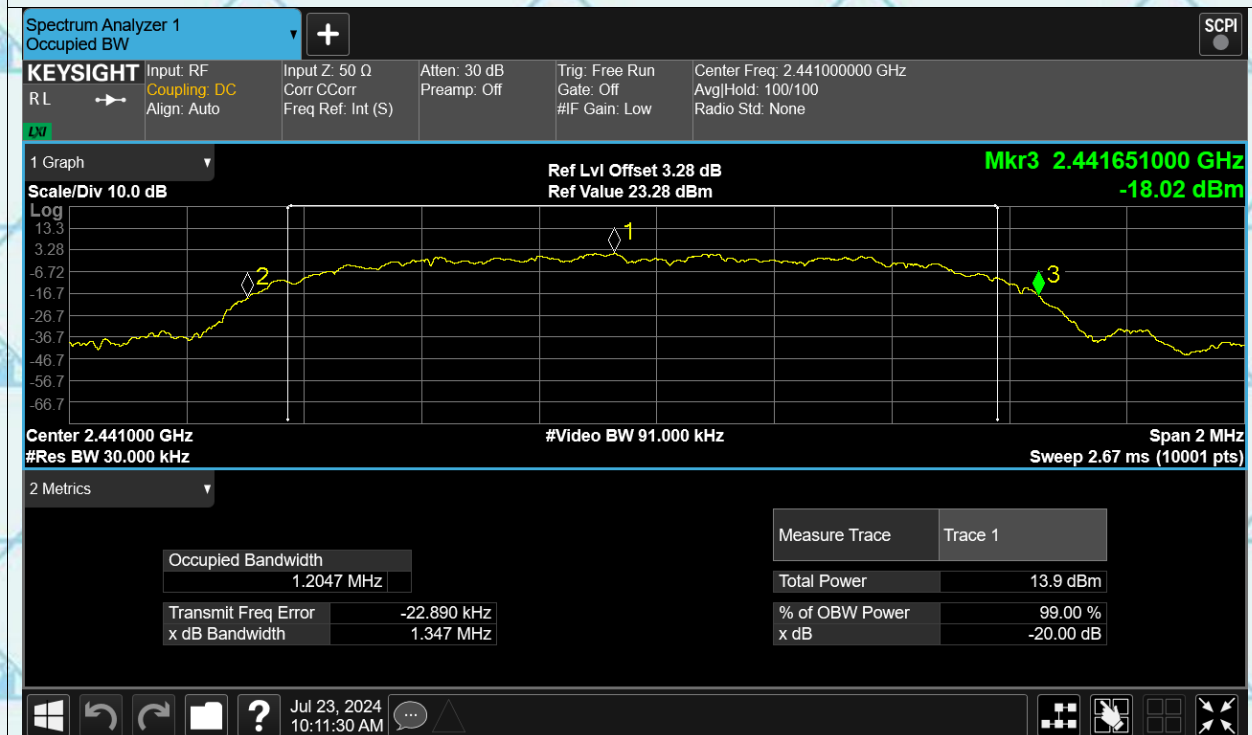 Spectrum Analyzer 1
Occupied BW
+
SCPI
KEYSIGHT
R L
LXI
Input: RF
Coupling: DC
Align: Auto
Input Z: 50 Ω
Corr CCorr
Freq Ref: Int (S)
Atten: 30 dB
Preamp: Off
Trig: Free Run
Gate: Off
#IF Gain: Low
Center Freq: 2.441000000 GHz
Avg|Hold: 100/100
Radio Std: None
1 Graph
Scale/Div 10.0 dB
Ref Lvl Offset 3.28 dB
Ref Value 23.28 dBm
Mkr3 2.441651000 GHz
-18.02 dBm
Log
13.3
3.28
-6.72
-16.7
-26.7
-36.7
-46.7
-56.7
-66.7
1
2
3
Center 2.441000 GHz
#Video BW 91.000 kHz
Span 2 MHz
#Res BW 30.000 kHz
Sweep 2.67 ms (10001 pts)
2 Metrics
Occupied Bandwidth
1.2047 MHz
Transmit Freq Error -22.890 kHz
x dB Bandwidth 1.347 MHz
Measure Trace Trace 1
Total Power 13.9 dBm
% of OBW Power 99.00 %
x dB -20.00 dB
?
Jul 23, 2024
10:11:30 AM